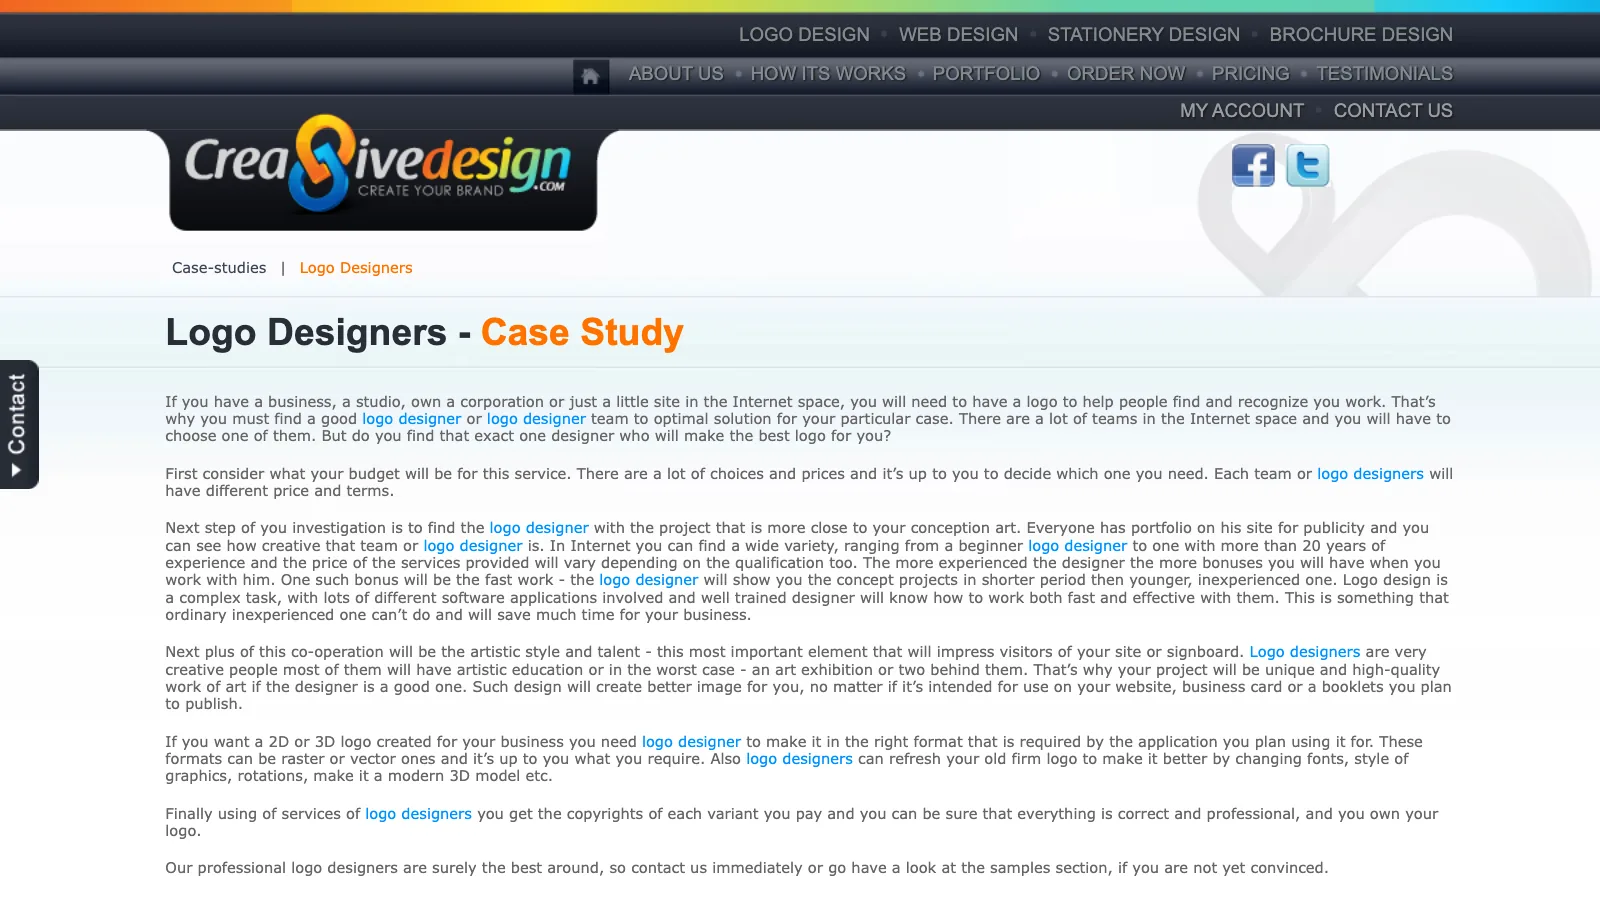 LOGO DESIGN • WEB DESIGN • STATIONERY DESIGN • BROCHURE DESIGN
ABOUT US • HOW ITS WORKS • PORTFOLIO • ORDER NOW • PRICING • TESTIMONIALS
MY ACCOUNT • CONTACT US
Crea8ivedesign
CREATE YOUR BRAND .COM
Case-studies | Logo Designers
Logo Designers - Case Study
Contact
If you have a business, a studio, own a corporation or just a little site in the Internet space, you will need to have a logo to help people find and recognize you work. That’s
why you must find a good logo designer or logo designer team to optimal solution for your particular case. There are a lot of teams in the Internet space and you will have to
choose one of them. But do you find that exact one designer who will make the best logo for you?
First consider what your budget will be for this service. There are a lot of choices and prices and it’s up to you to decide which one you need. Each team or logo designers will
have different price and terms.
Next step of you investigation is to find the logo designer with the project that is more close to your conception art. Everyone has portfolio on his site for publicity and you
can see how creative that team or logo designer is. In Internet you can find a wide variety, ranging from a beginner logo designer to one with more than 20 years of
experience and the price of the services provided will vary depending on the qualification too. The more experienced the designer the more bonuses you will have when you
work with him. One such bonus will be the fast work - the logo designer will show you the concept projects in shorter period then younger, inexperienced one. Logo design is
a complex task, with lots of different software applications involved and well trained designer will know how to work both fast and effective with them. This is something that
ordinary inexperienced one can’t do and will save much time for your business.
Next plus of this co-operation will be the artistic style and talent - this most important element that will impress visitors of your site or signboard. Logo Designers are very
creative people most of them will have artistic education or in the worst case - an art exhibition or two behind them. That’s why your project will be unique and high-quality
work of art if the designer is a good one. Such design will create better image for you, no matter if it’s intended for use on your website, business card or a booklets you plan
to publish.
If you want a 2D or 3D logo created for your business you need logo designer to make it in the right format that is required by the application you plan using it for. These
formats can be raster or vector ones and it’s up to you what you require. Also logo designers can refresh your old firm logo to make it better by changing fonts, style of
graphics, rotations, make it a modern 3D model etc.
Finally using of services of logo designers you get the copyrights of each variant you pay and you can be sure that everything is correct and professional, and you own your
logo.
Our professional logo designers are surely the best around, so contact us immediately or go have a look at the samples section, if you are not yet convinced.